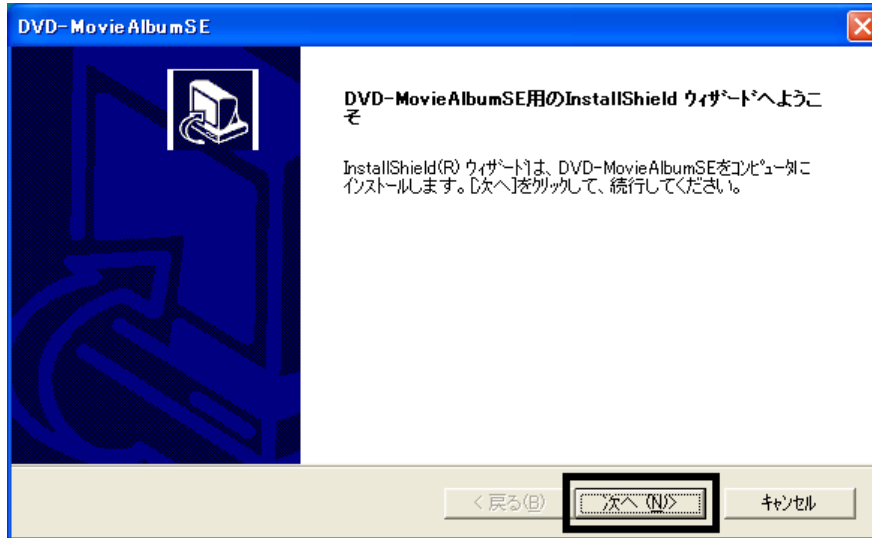 DVD-MovieAlbumSE
DVD-MovieAlbumSE用のInstallShield ウィザードへようこ
そ
InstallShield(R) ウィザードは、DVD-MovieAlbumSEをコンピュータに
インストールします。[次へ]をクリックして、続行してください。
< 戻る(B)
次へ (N)>
キャンセル